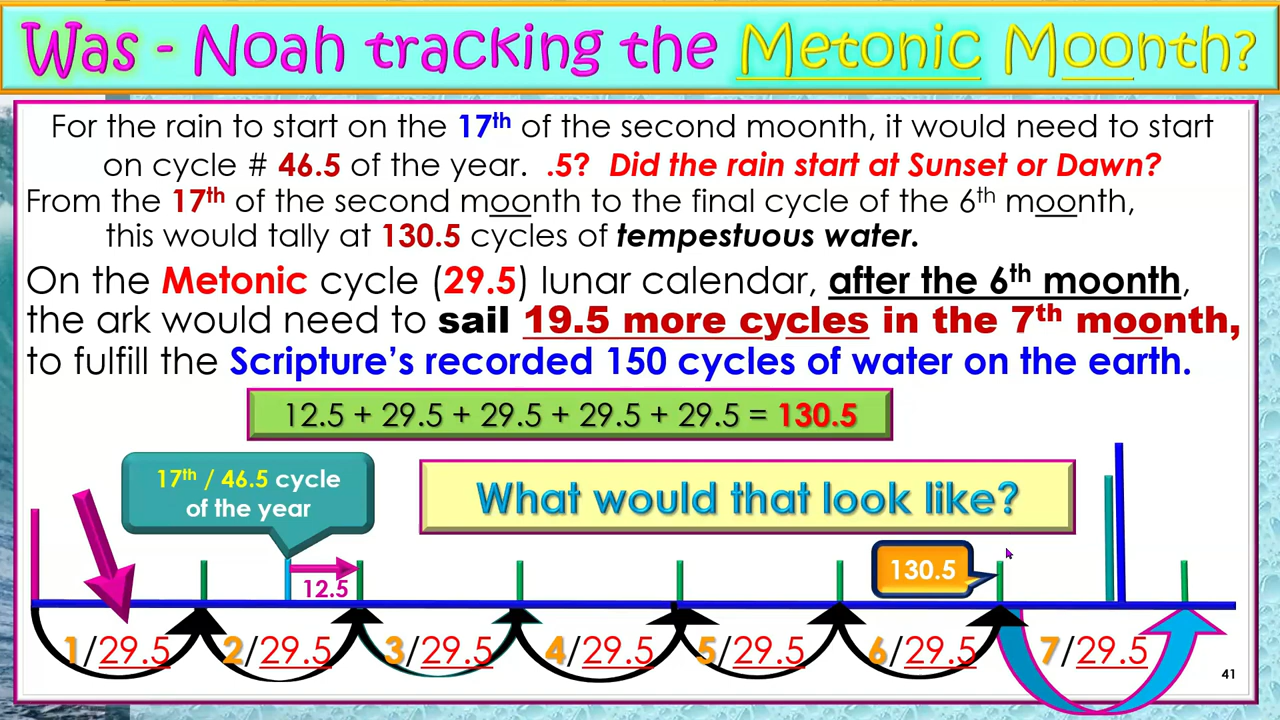 Was - Noah tracking the Metonic Moonth?
For the rain to start on the 17th of the second moonth, it would need to start
on cycle # 46.5 of the year. .5? Did the rain start at Sunset or Dawn?
From the 17th of the second moonth to the final cycle of the 6th moonth,
this would tally at 130.5 cycles of tempestuous water.
On the Metonic cycle (29.5) lunar calendar, after the 6th moonth,
the ark would need to sail 19.5 more cycles in the 7th moonth,
to fulfill the Scripture's recorded 150 cycles of water on the earth.
12.5 + 29.5 + 29.5 + 29.5 + 29.5 = 130.5
17th / 46.5 cycle
of the year
What would that look like?
12.5
130.5
1/29.5
2/29.5
3/29.5
4/29.5
5/29.5
6/29.5
7/29.5
41